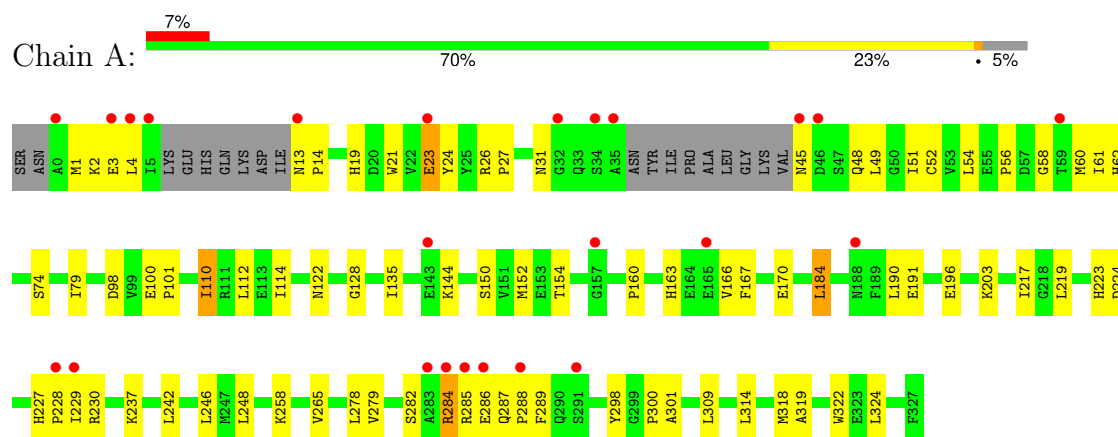 7%
Chain A:
70% 23% • 5%
SER ASN A0 M1 K2 E3 L4 I5 LYS GLU HIS GLN LYS ASP ILE N13 P14 H19 D20 W21 V22 E23 Y24 Y25 R26 P27 N31 G32 Q33 S34 A35 ASN TYR ILE PRO ALA LEU GLY LYS VAL N45 D46 S47 Q48 L49 G50 I51 C52 V53 L54 E55 P56 D57 G58 T59 M60 I61 H62
S74 I79 D98 V99 E100 P101 I110 R111 L112 E113 I114 N122 G128 I135 E143 K144 S150 V151 M152 E153 T154 G157 P160 H163 E164 E165 V166 F167 E170 L184 N188 F189 L190 E191 E196 K203 I217 G218 L219 H223
H227 P228 I229 R230 K237 L242 L246 M247 L248 K258 V265 L278 V279 S282 A283 R284 R285 E286 Q287 P288 F289 Q290 S291 Y298 G299 P300 A301 L309 L314 M318 A319 W322 E323 L324 F327